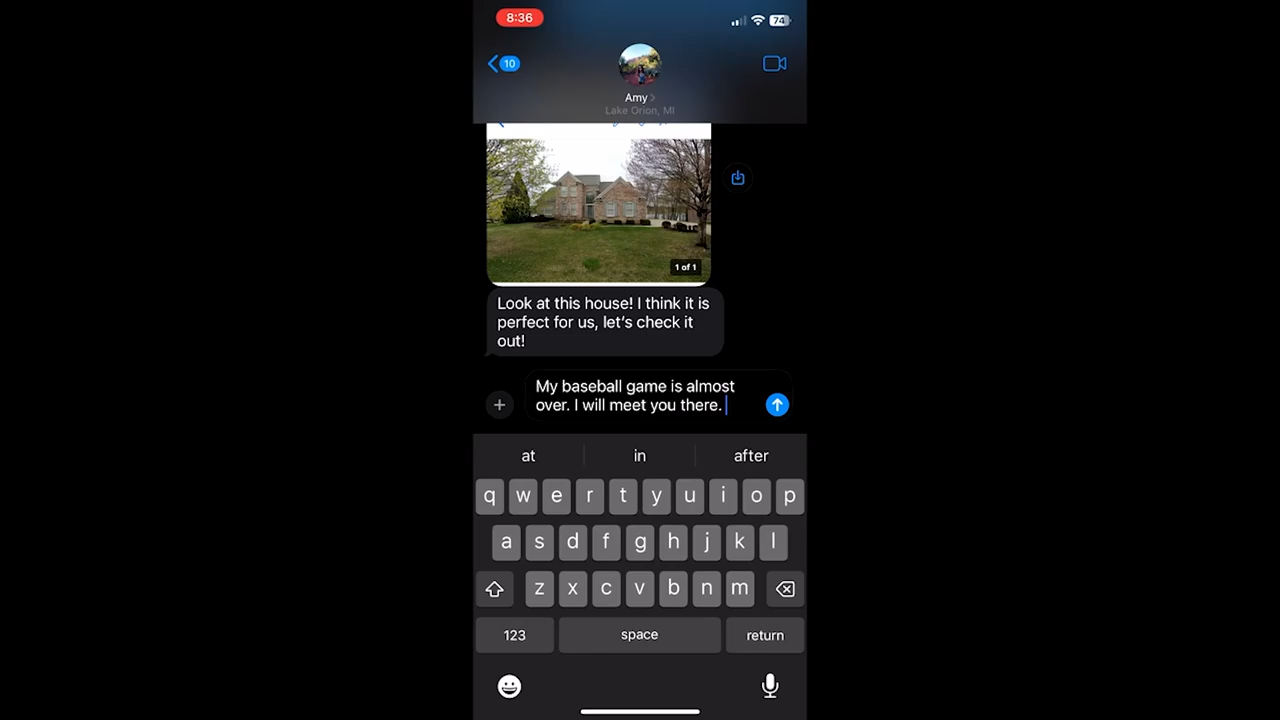 8:36
74
10
Amy
Lake Orion, MI
1 of 1
Look at this house! I think it is
perfect for us, let's check it
out!
My baseball game is almost
over. I will meet you there.
at in after
q w e r t y u i o p
a s d f g h j k l
z x c v b n m
123 space return